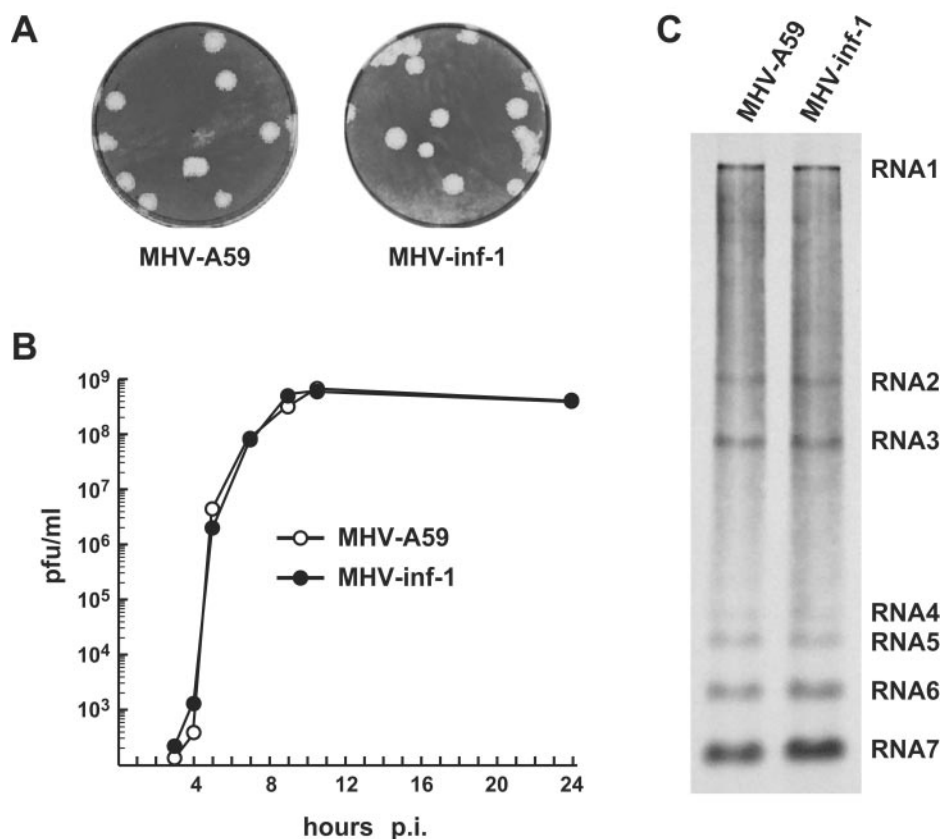 A
MHV-A59
MHV-inf-1
B
10⁹
10⁸
10⁷
10⁶
10⁵
10⁴
10³
pfu/ml
MHV-A59
MHV-inf-1
4
8
12
16
20
24
hours p.i.
C
MHV-A59
MHV-inf-1
RNA1
RNA2
RNA3
RNA4
RNA5
RNA6
RNA7